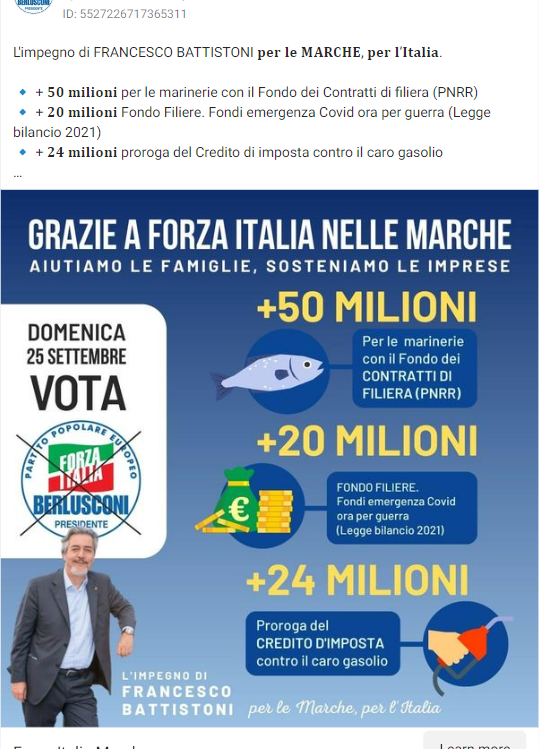 BERLUSCONI
PRESIDENTE
ID: 5527226717365311
L'impegno di FRANCESCO BATTISTONI per le MARCHE, per l'Italia.
🔹 + 50 milioni per le marinerie con il Fondo dei Contratti di filiera (PNRR)
🔹 + 20 milioni Fondo Filiere. Fondi emergenza Covid ora per guerra (Legge
bilancio 2021)
🔹 + 24 milioni proroga del Credito di imposta contro il caro gasolio
...
GRAZIE A FORZA ITALIA NELLE MARCHE
AIUTIAMO LE FAMIGLIE, SOSTENIAMO LE IMPRESE
DOMENICA
25 SETTEMBRE
VOTA
PARTITO POPOLARE EUROPEO
FORZA
ITALIA
BERLUSCONI
PRESIDENTE
+50 MILIONI
Per le marinerie
con il Fondo dei
CONTRATTI DI
FILIERA (PNRR)
+20 MILIONI
€
FONDO FILIERE.
Fondi emergenza Covid
ora per guerra
(Legge bilancio 2021)
+24 MILIONI
Proroga del
CREDITO D'IMPOSTA
contro il caro gasolio
L'IMPEGNO DI
FRANCESCO
BATTISTONI
per le Marche, per l'Italia
Learn more